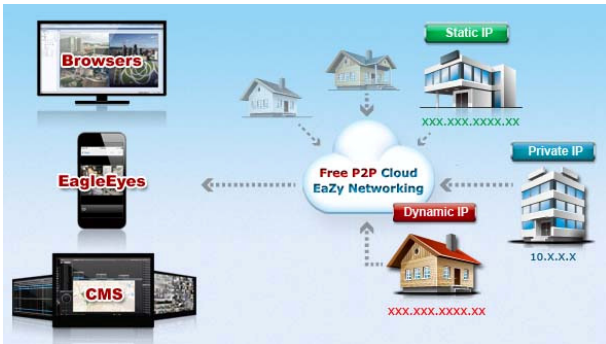 Browsers
Static IP
XXX.XXX.XXXX.XX
Private IP
EagleEyes
Free P2P Cloud
EaZy Networking
Dynamic IP
10.X.X.X
CMS
XXX.XXX.XXXX.XX